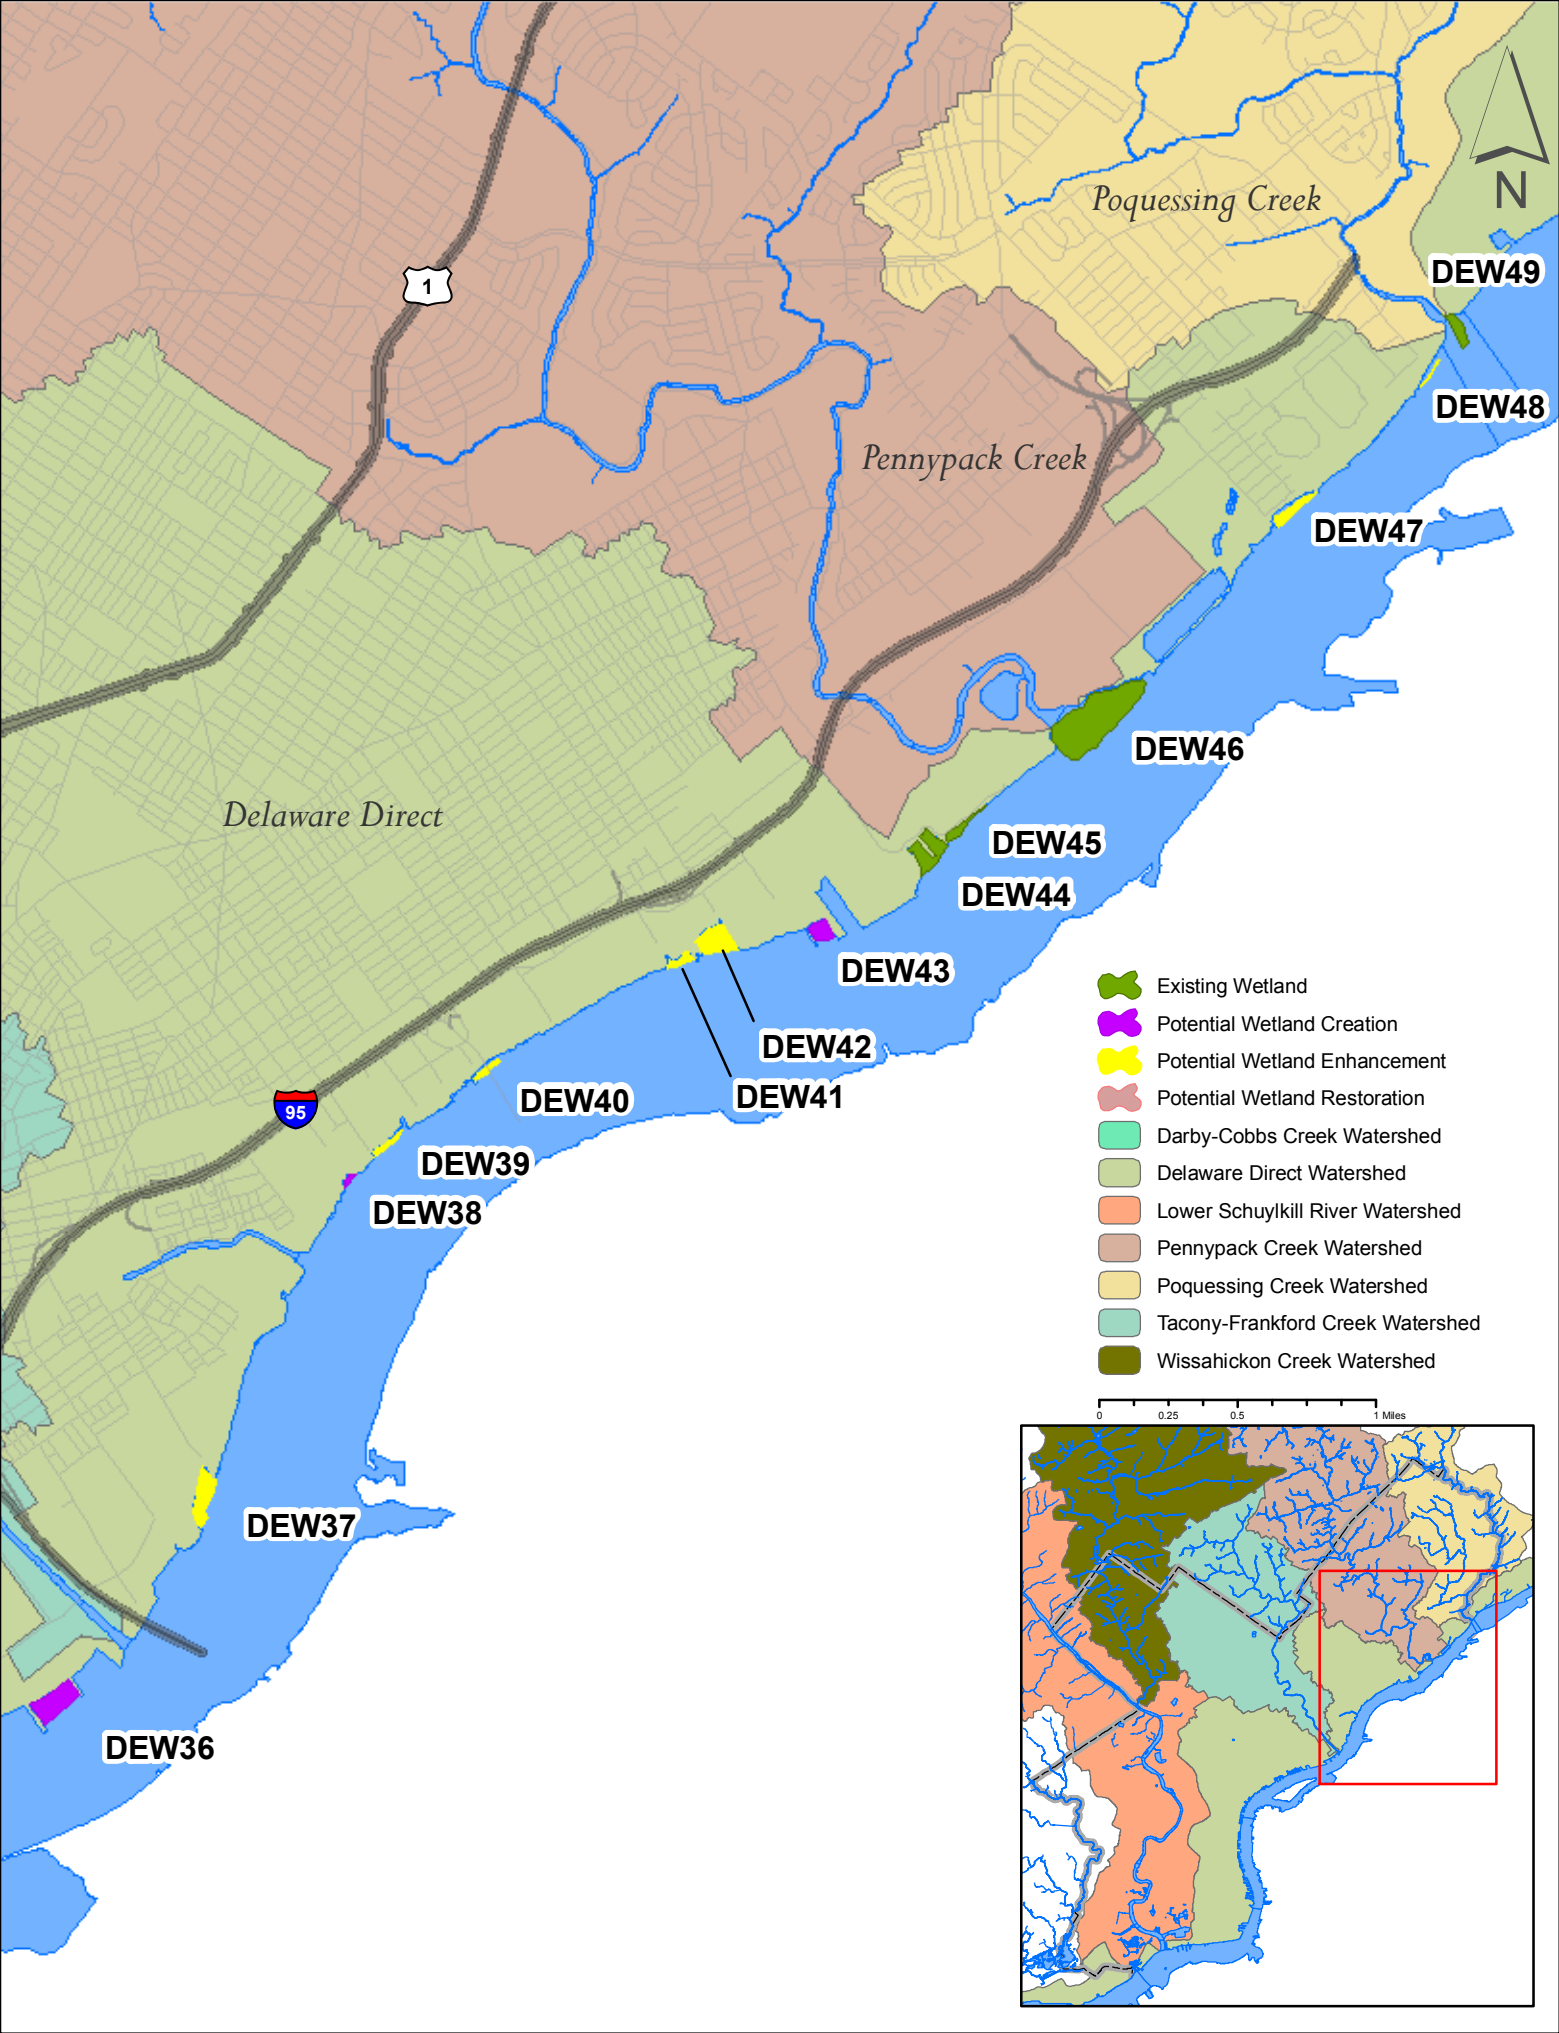 Poquessing Creek
N
DEW49
1
DEW48
Pennypack Creek
DEW47
DEW46
Delaware Direct
DEW45
DEW44
DEW43
DEW42
DEW41
DEW40
95
DEW39
DEW38
DEW37
DEW36
Existing Wetland
Potential Wetland Creation
Potential Wetland Enhancement
Potential Wetland Restoration
Darby-Cobbs Creek Watershed
Delaware Direct Watershed
Lower Schuylkill River Watershed
Pennypack Creek Watershed
Poquessing Creek Watershed
Tacony-Frankford Creek Watershed
Wissahickon Creek Watershed
0 0.25 0.5 1 Miles